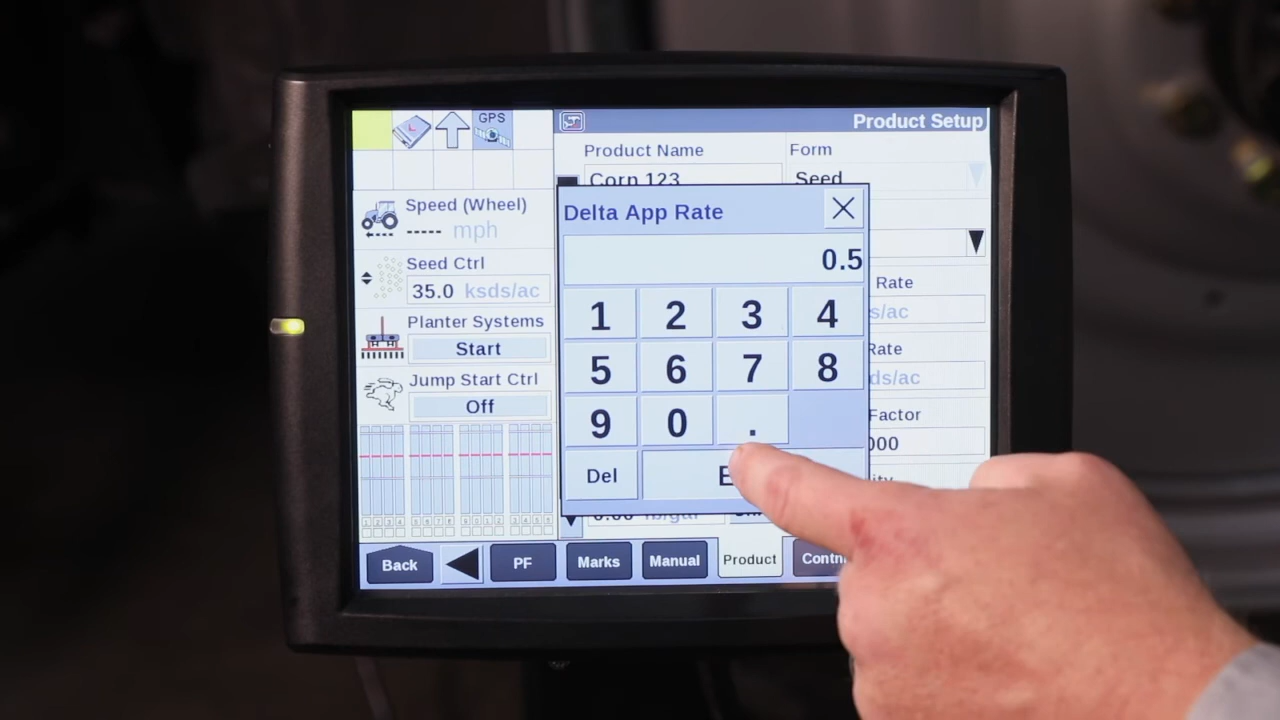 GPS
Product Setup
Product Name
Form
Corn 123
Seed
Speed (Wheel)
----- mph
Delta App Rate
0.5
Seed Ctrl
35.0 ksds/ac
Rate
s/ac
1 2 3 4
Planter Systems
Start
Rate
ds/ac
5 6 7 8
Jump Start Ctrl
Off
Factor
000
9 0 .
Del
Back
PF
Marks
Manual
Product